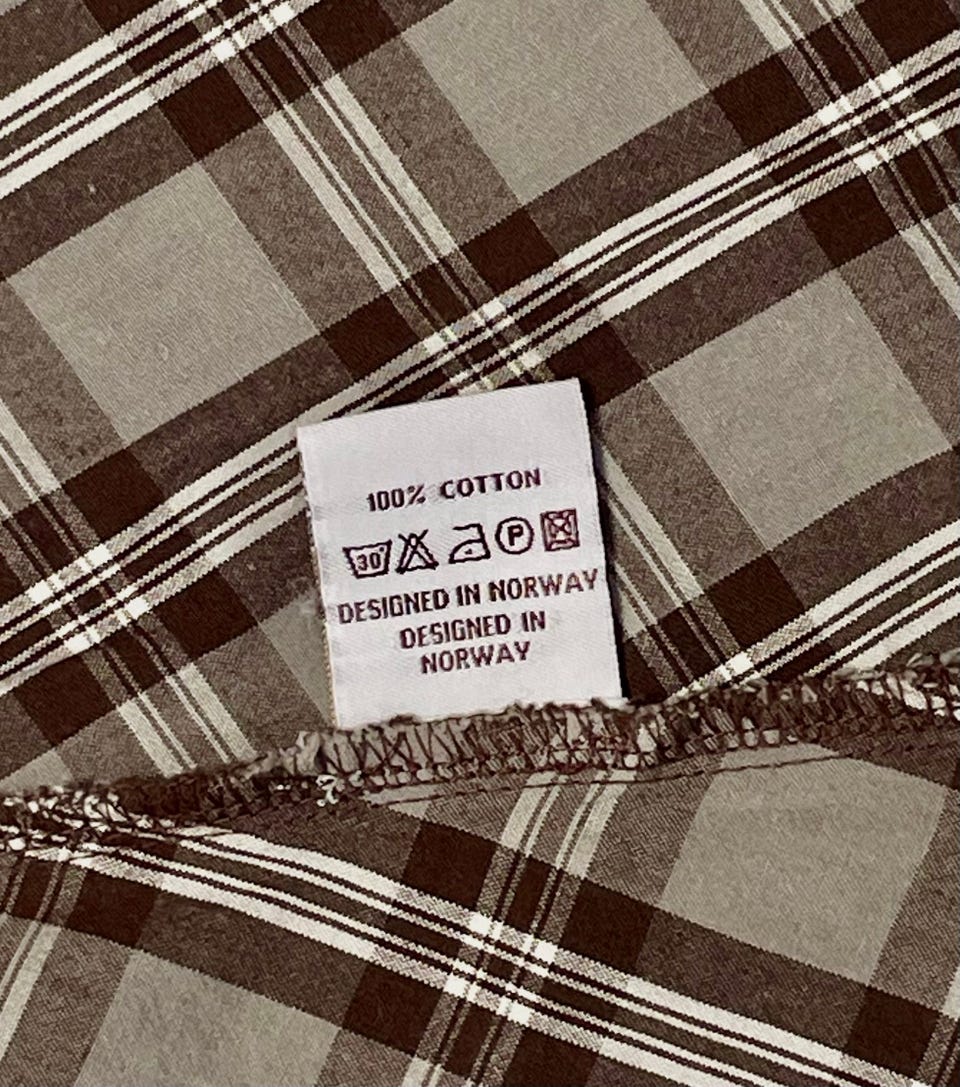 100% COTTON
30° P
DESIGNED IN NORWAY
DESIGNED IN
NORWAY